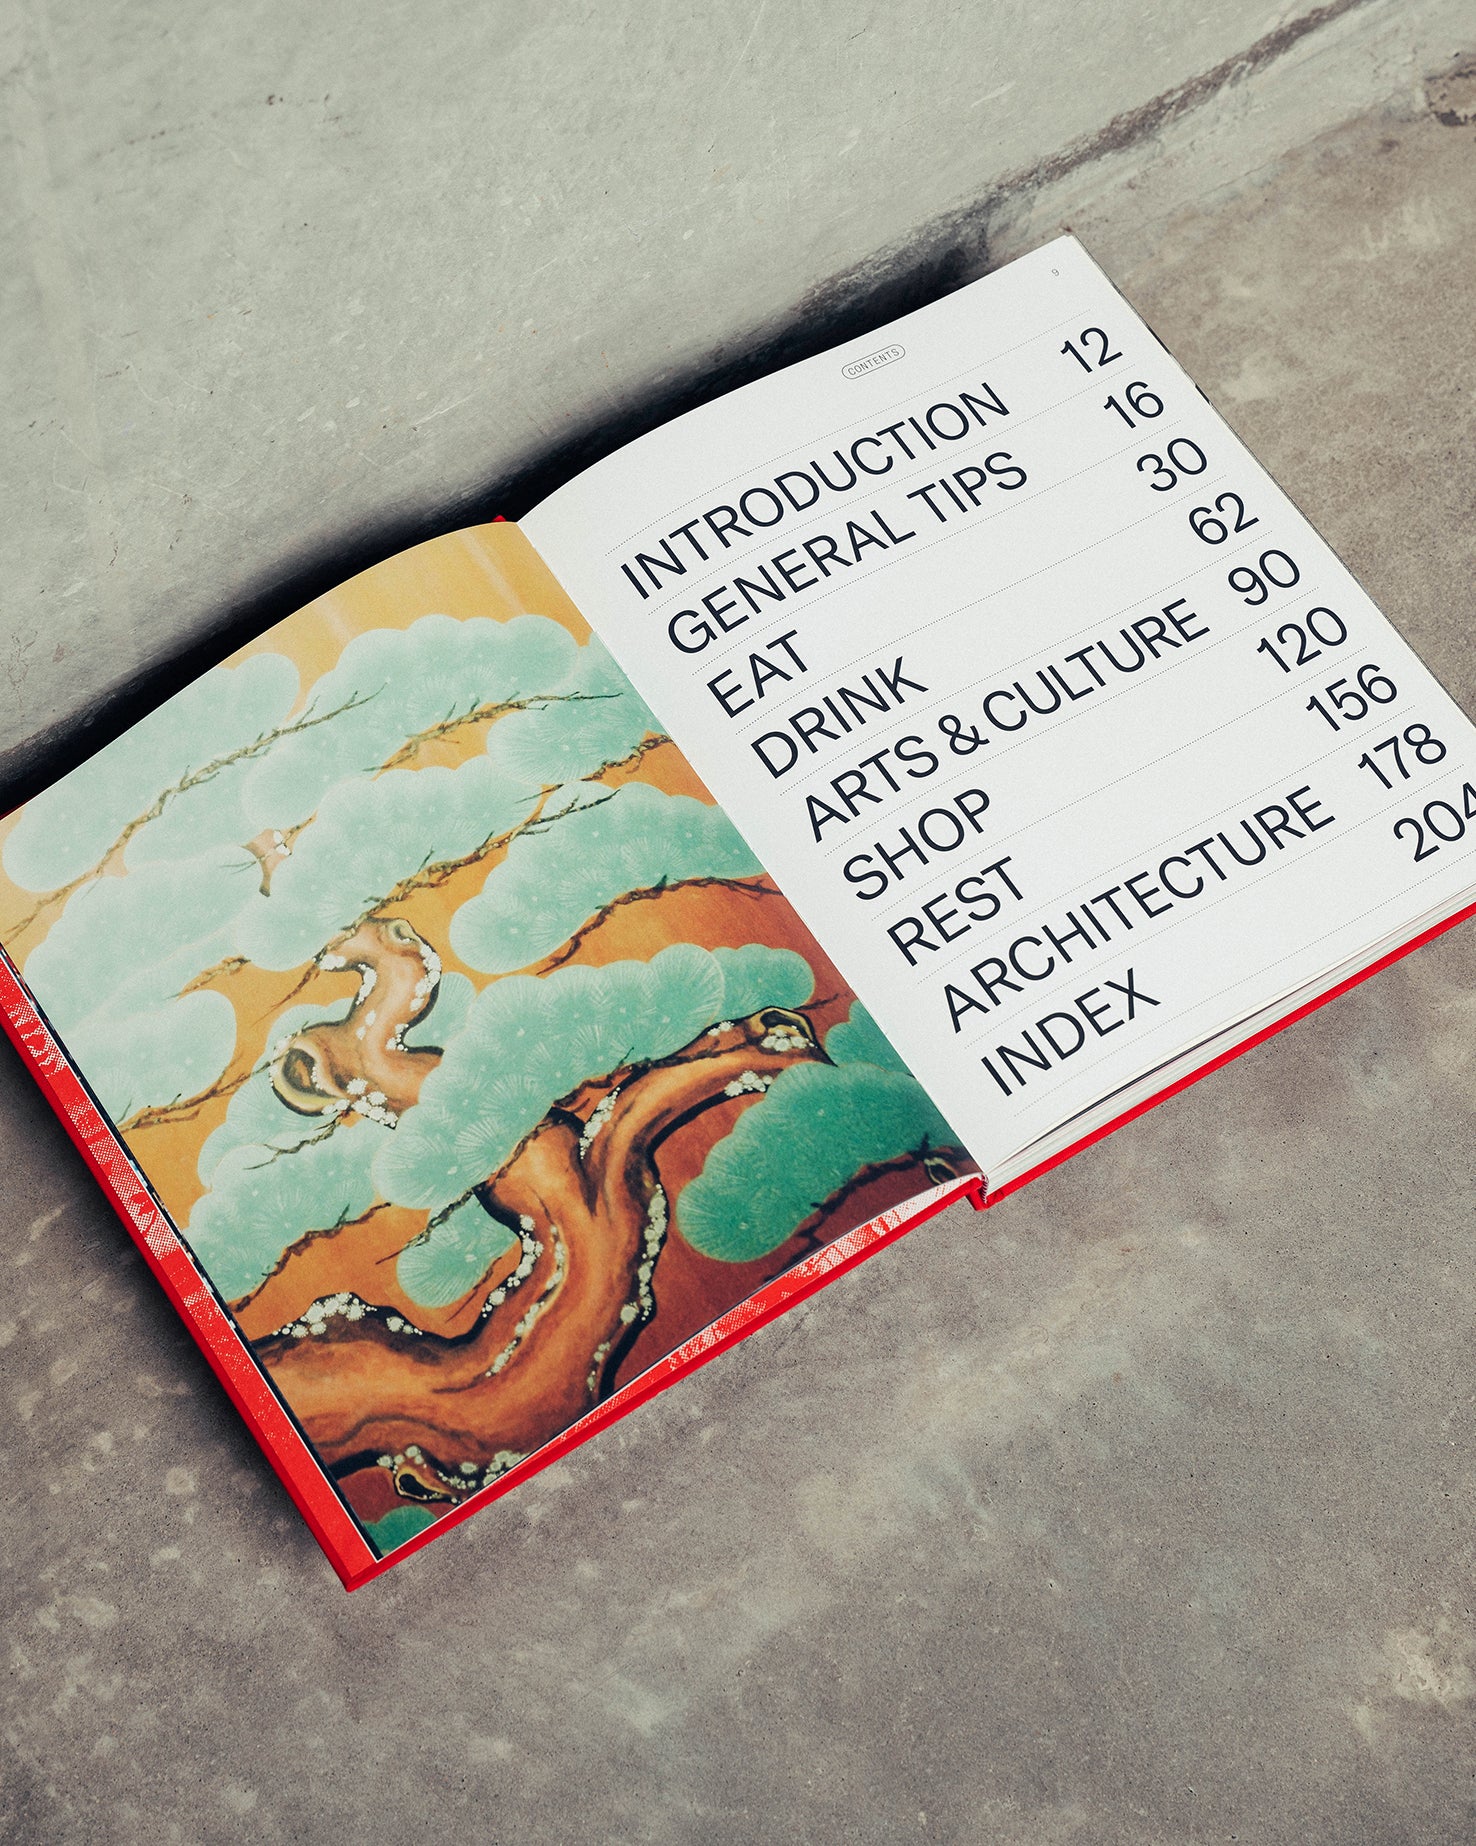 9
CONTENTS
INTRODUCTION 12
GENERAL TIPS 16
EAT 30
DRINK 62
ARTS & CULTURE 90
SHOP 120
REST 156
ARCHITECTURE 178
INDEX 204